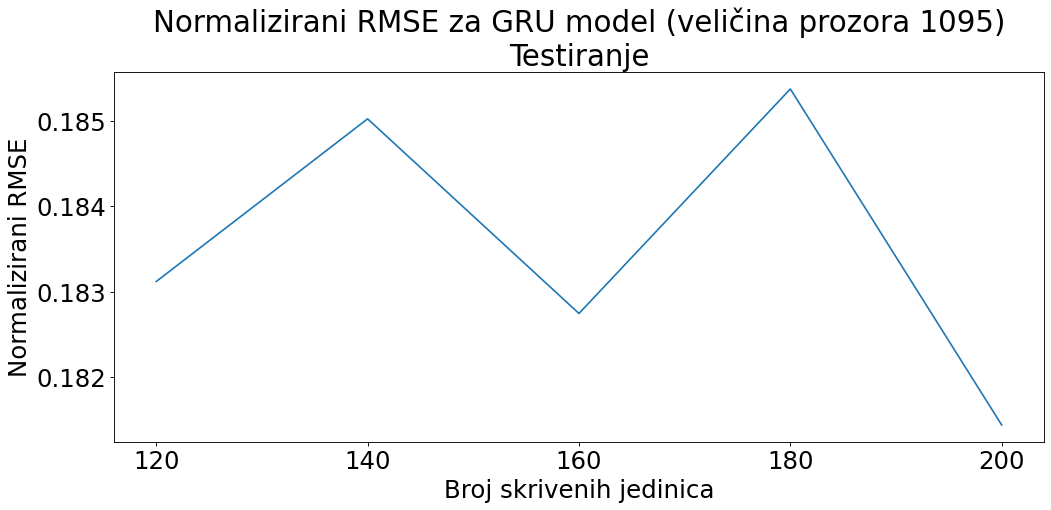 Normalizirani RMSE za GRU model (veličina prozora 1095)
Testiranje
Normalizirani RMSE
0.185
0.184
0.183
0.182
120 140 160 180 200
Broj skrivenih jedinica